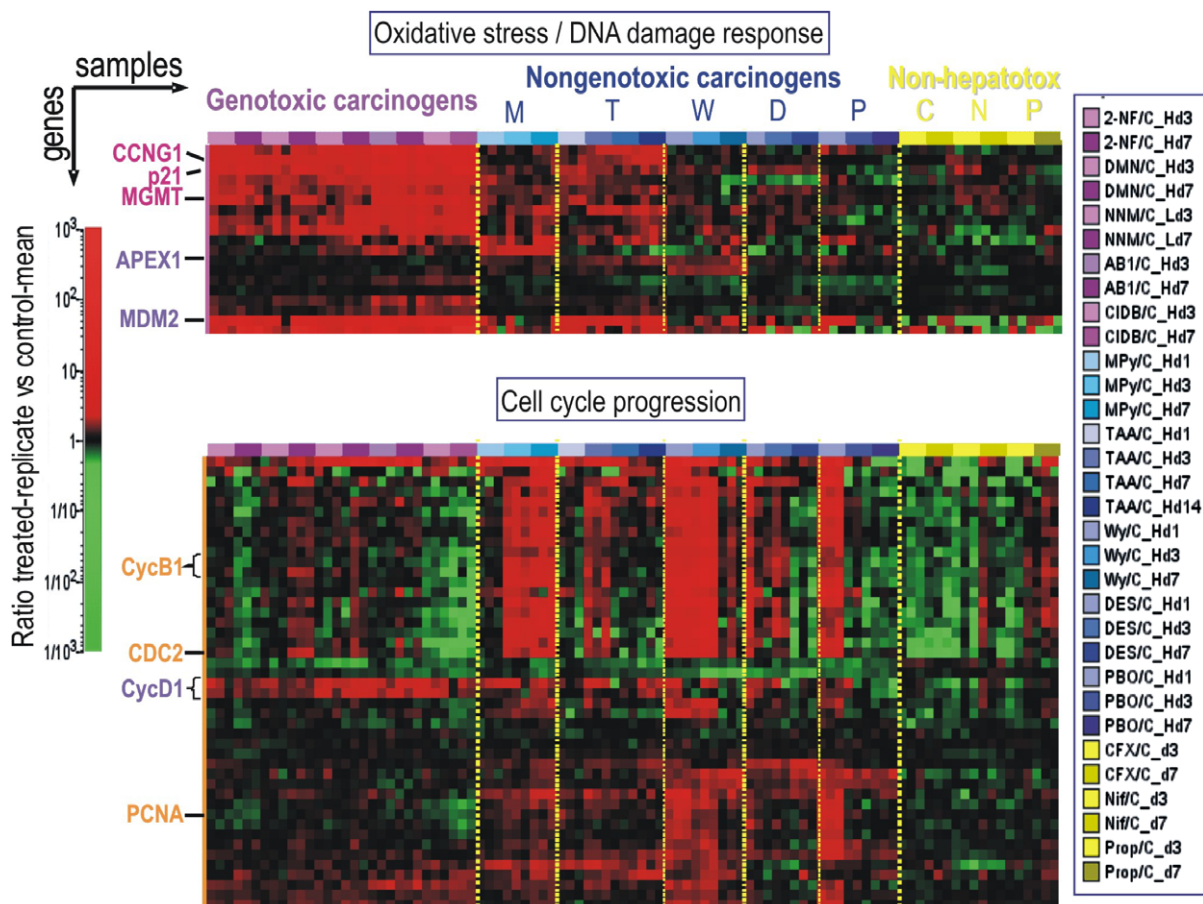 Oxidative stress / DNA damage response
samples
genes
Genotoxic carcinogens
Nongenotoxic carcinogens
Non-hepatotox
M T W D P C N P
CCNG1
p21
MGMT
APEX1
MDM2
Ratio treated-replicate vs control-mean
10³
10²
10
1
1/10
1/10²
1/10³
Cell cycle progression
CycB1
CDC2
CycD1
PCNA
2-NF/C_Hd3
2-NF/C_Hd7
DMN/C_Hd3
DMN/C_Hd7
NNM/C_Ld3
NNM/C_Ld7
AB1/C_Hd3
AB1/C_Hd7
CIDB/C_Hd3
CIDB/C_Hd7
MPy/C_Hd1
MPy/C_Hd3
MPy/C_Hd7
TAA/C_Hd1
TAA/C_Hd3
TAA/C_Hd7
TAA/C_Hd14
Wy/C_Hd1
Wy/C_Hd3
Wy/C_Hd7
DES/C_Hd1
DES/C_Hd3
DES/C_Hd7
PBO/C_Hd1
PBO/C_Hd3
PBO/C_Hd7
CFX/C_d3
CFX/C_d7
Nif/C_d3
Nif/C_d7
Prop/C_d3
Prop/C_d7